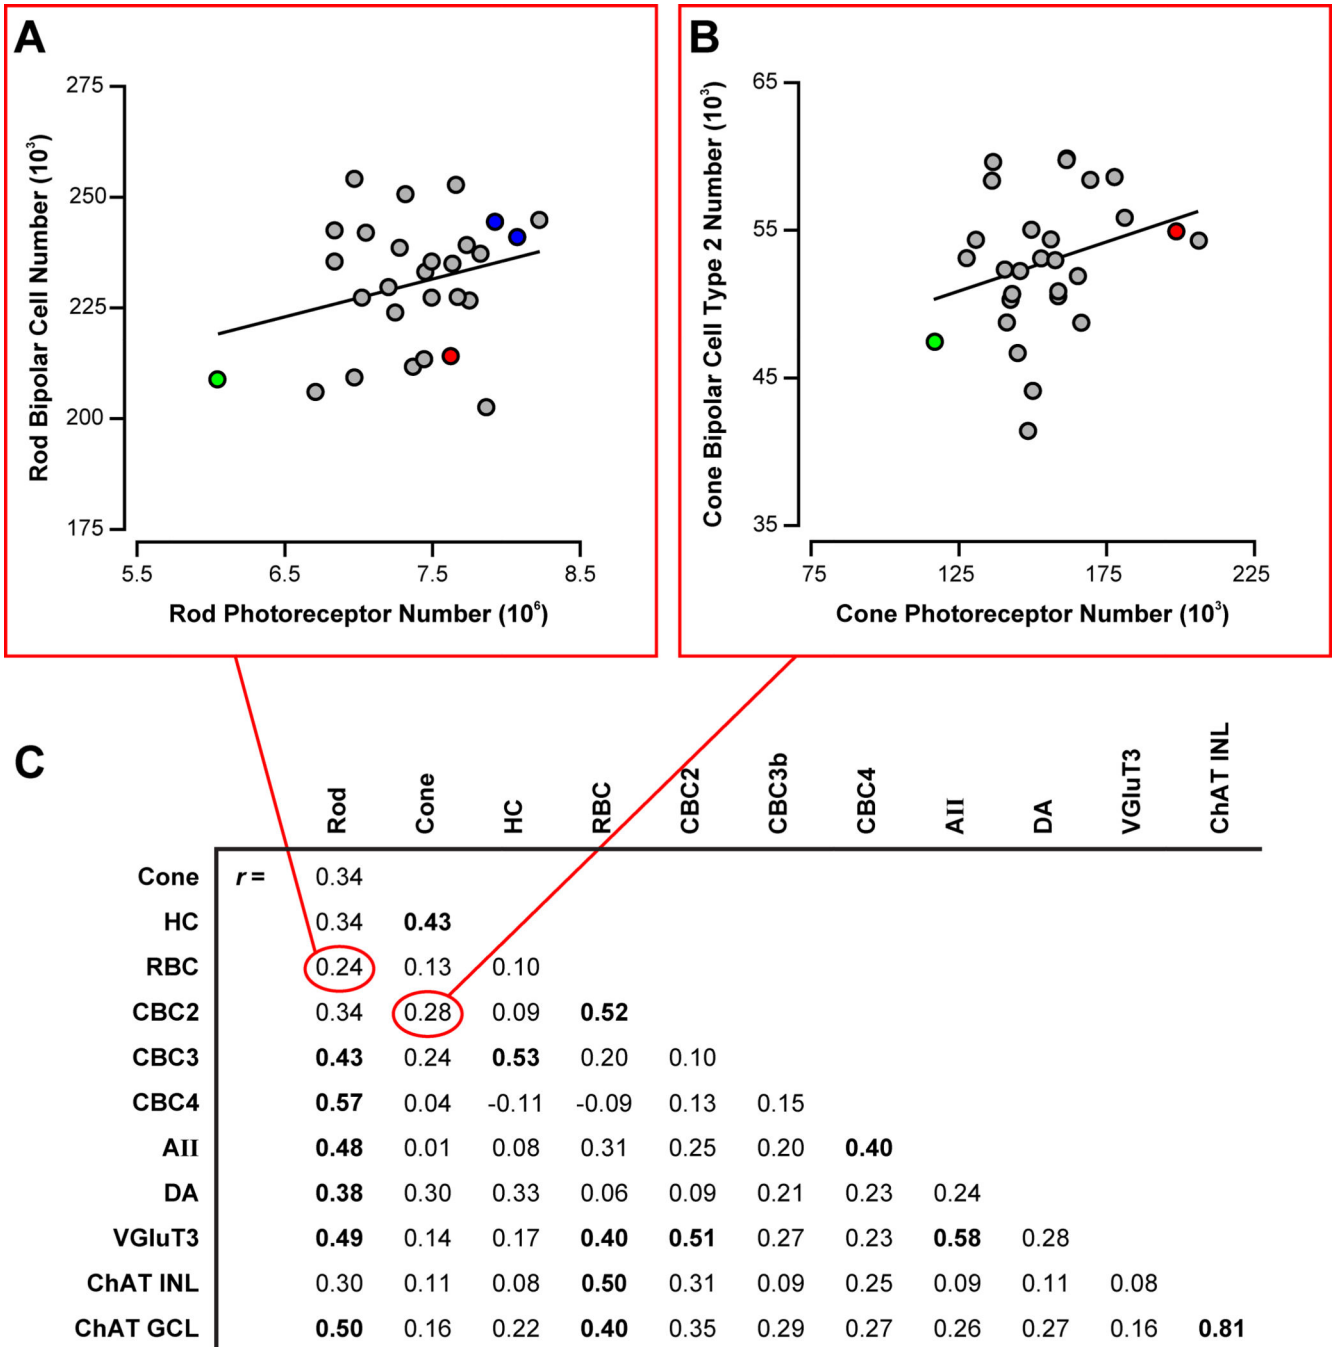 A
Rod Bipolar Cell Number (10³)
275
250
225
200
175
5.5 6.5 7.5 8.5
Rod Photoreceptor Number (10⁶)
B
Cone Bipolar Cell Type 2 Number (10³)
65
55
45
35
75 125 175 225
Cone Photoreceptor Number (10³)
C
Rod Cone HC RBC CBC2 CBC3b CBC4 AII DA VGluT3 ChAT INL
Cone r = 0.34
HC 0.34 0.43
RBC 0.24 0.13 0.10
CBC2 0.34 0.28 0.09 0.52
CBC3 0.43 0.24 0.53 0.20 0.10
CBC4 0.57 0.04 -0.11 -0.09 0.13 0.15
AII 0.48 0.01 0.08 0.31 0.25 0.20 0.40
DA 0.38 0.30 0.33 0.06 0.09 0.21 0.23 0.24
VGluT3 0.49 0.14 0.17 0.40 0.51 0.27 0.23 0.58 0.28
ChAT INL 0.30 0.11 0.08 0.50 0.31 0.09 0.25 0.09 0.11 0.08
ChAT GCL 0.50 0.16 0.22 0.40 0.35 0.29 0.27 0.26 0.27 0.16 0.81